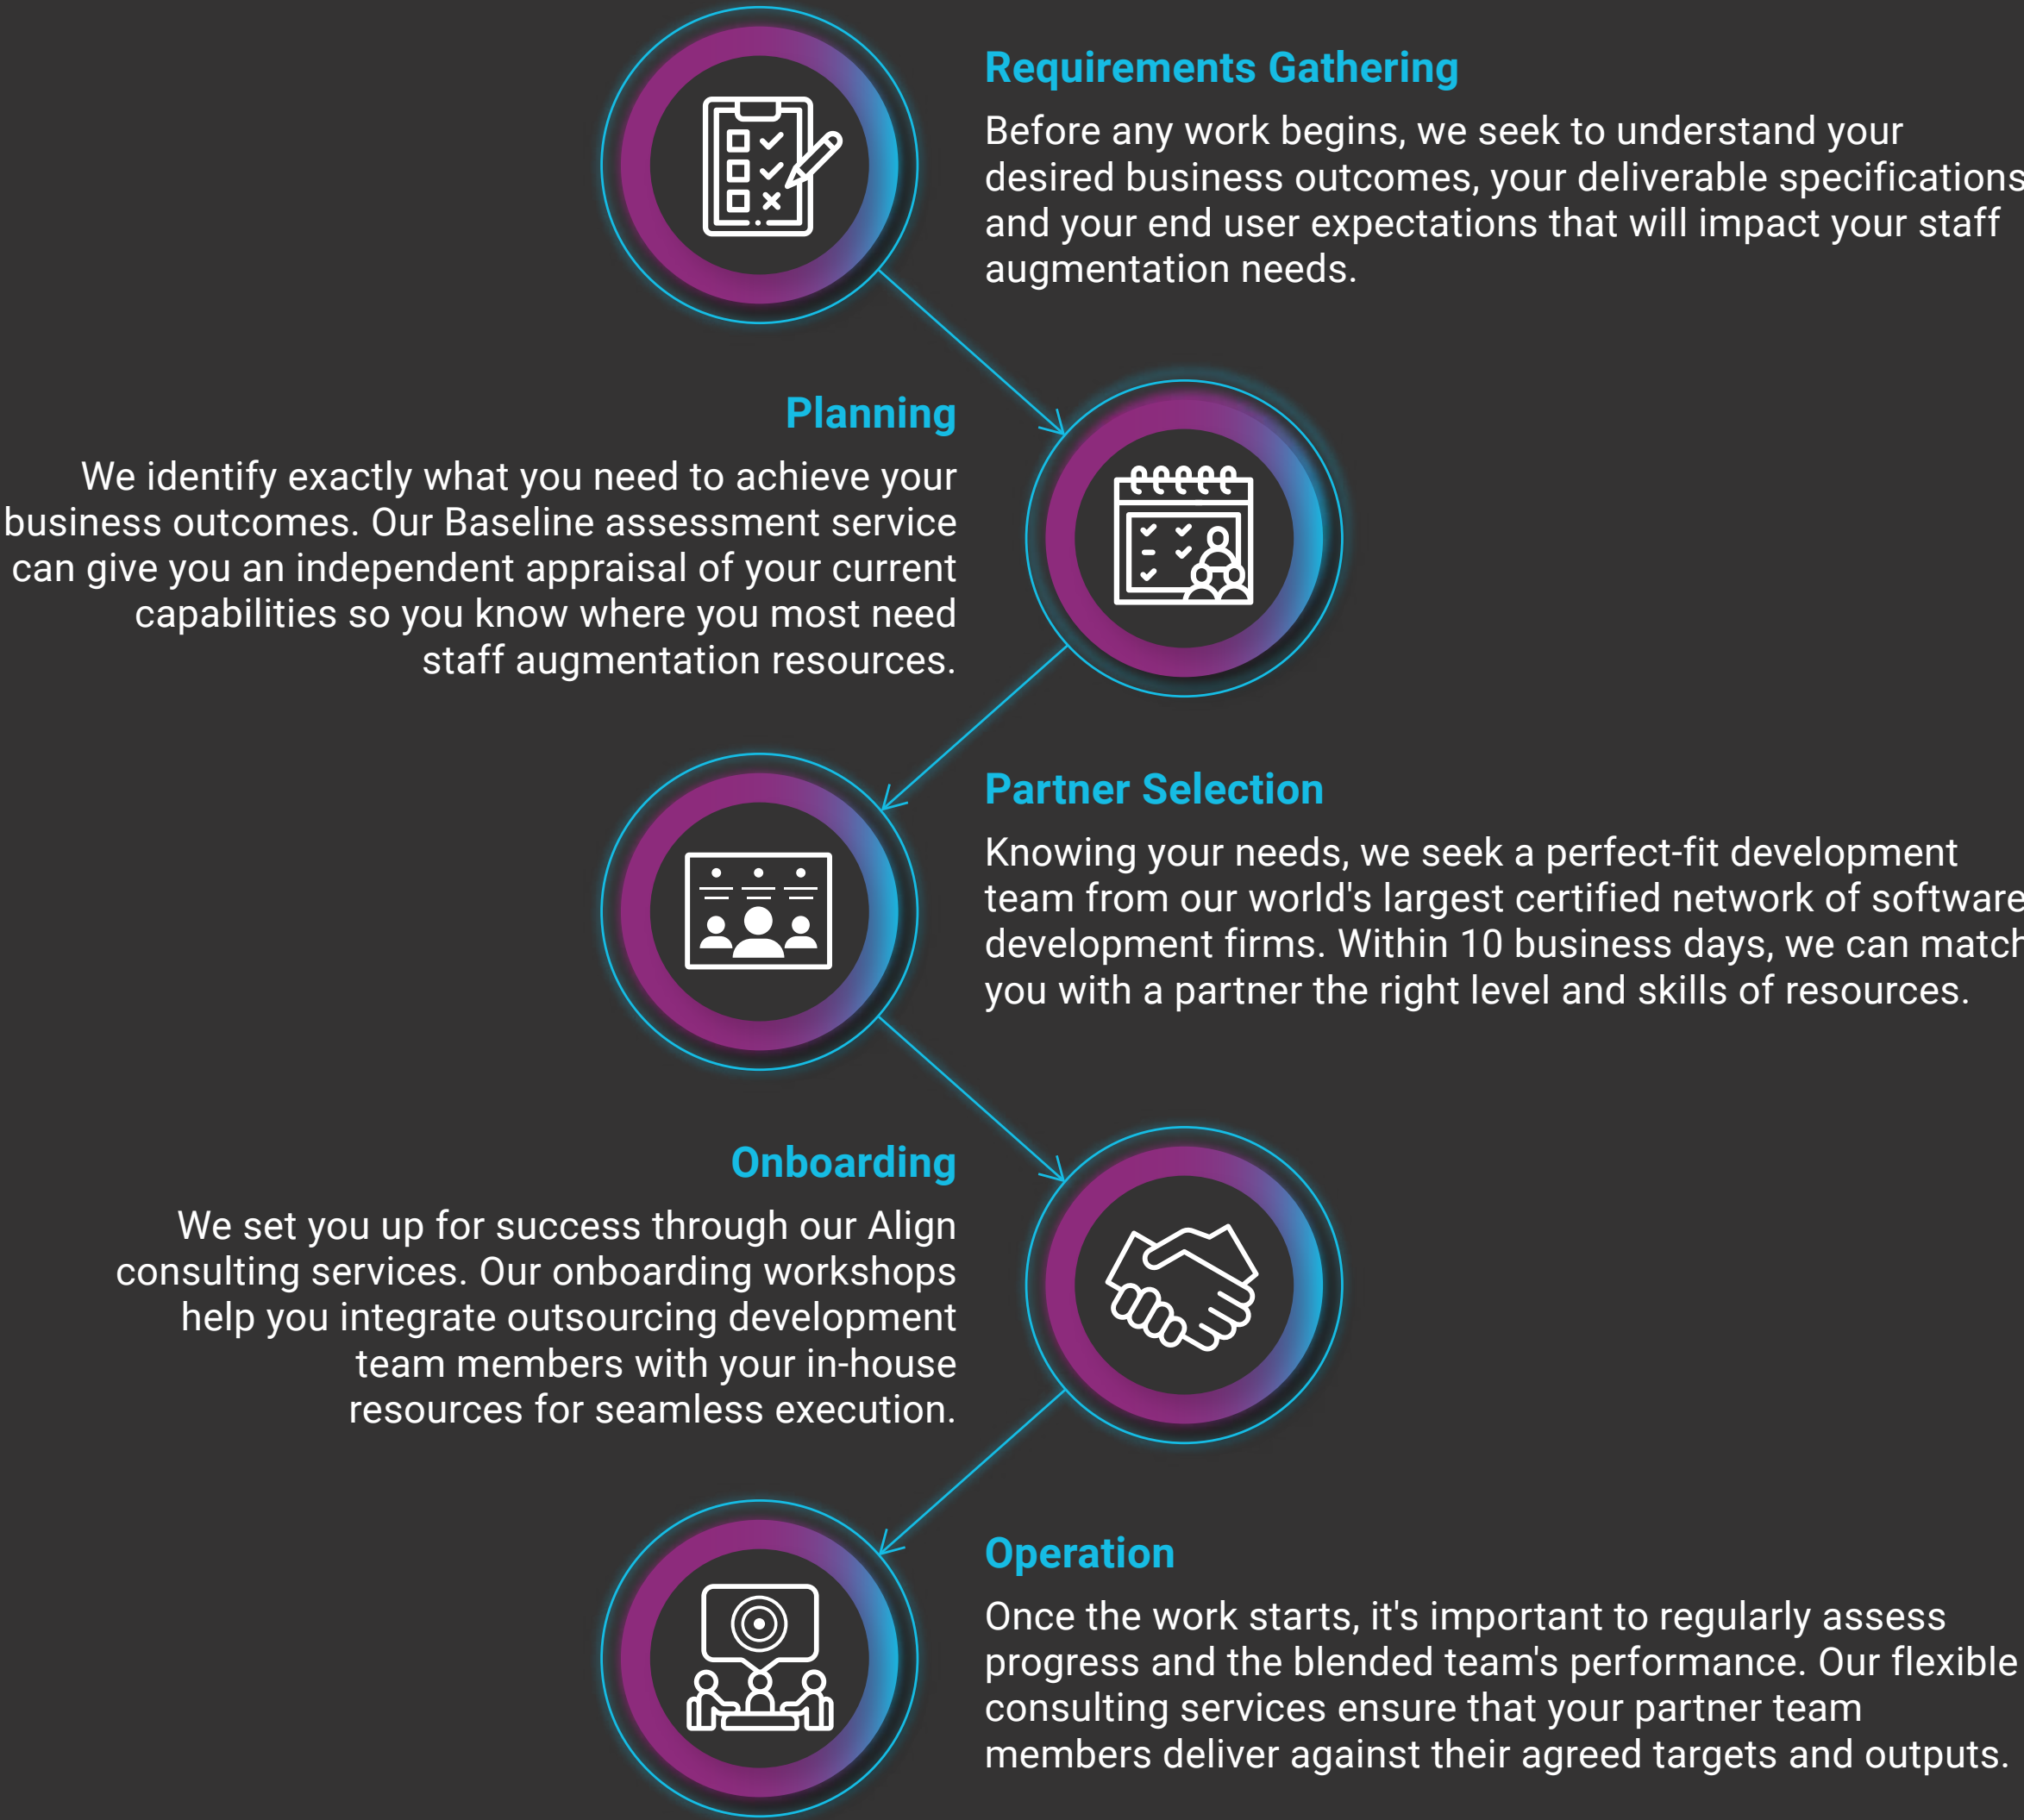 Requirements Gathering
Before any work begins, we seek to understand your
desired business outcomes, your deliverable specifications
and your end user expectations that will impact your staff
augmentation needs.
Planning
We identify exactly what you need to achieve your
business outcomes. Our Baseline assessment service
can give you an independent appraisal of your current
capabilities so you know where you most need
staff augmentation resources.
Partner Selection
Knowing your needs, we seek a perfect-fit development
team from our world's largest certified network of software
development firms. Within 10 business days, we can match
you with a partner the right level and skills of resources.
Onboarding
We set you up for success through our Align
consulting services. Our onboarding workshops
help you integrate outsourcing development
team members with your in-house
resources for seamless execution.
Operation
Once the work starts, it's important to regularly assess
progress and the blended team's performance. Our flexible
consulting services ensure that your partner team
members deliver against their agreed targets and outputs.